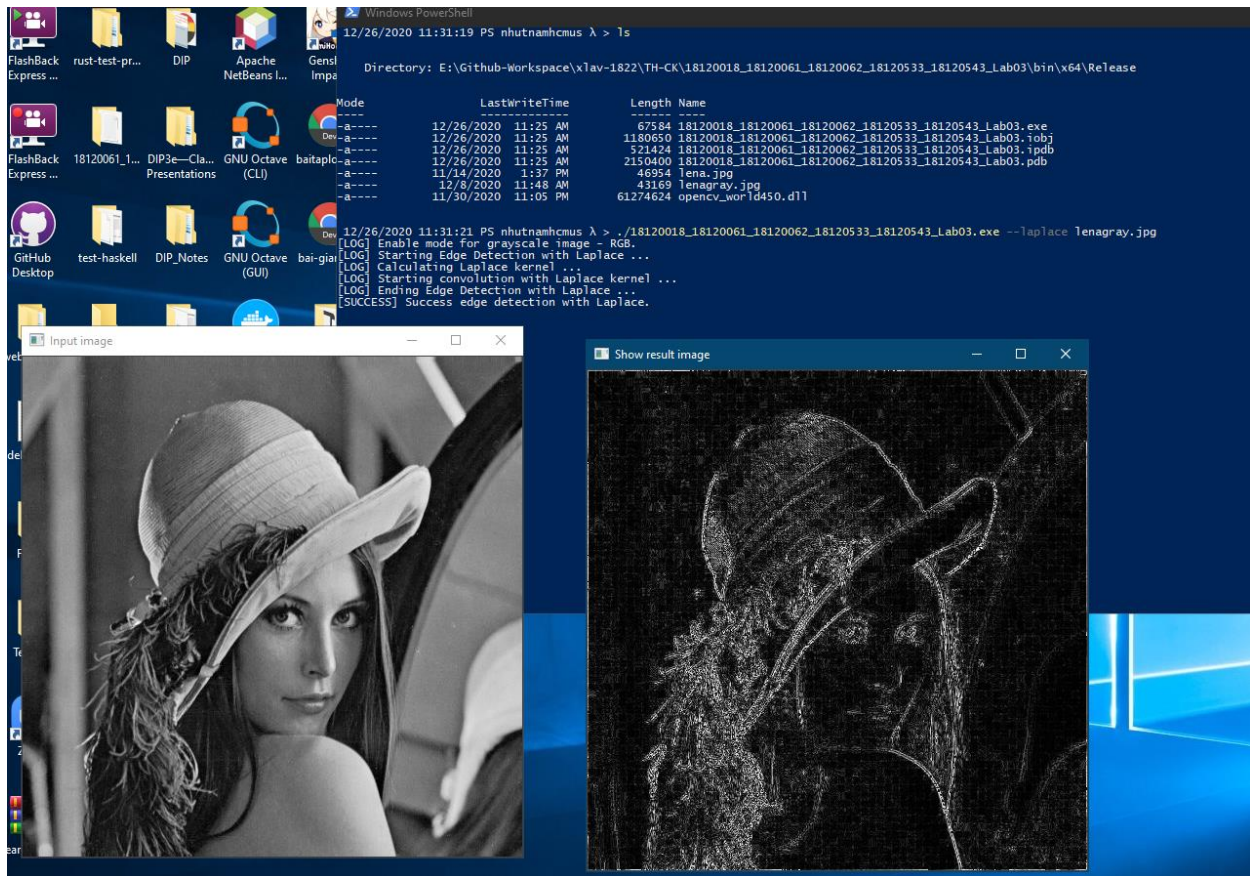 Windows PowerShell
12/26/2020 11:31:19 PS nhutnamhcmus λ > ls
Directory: E:\Github-Workspace\xlav-1822\TH-CK\18120018_18120061_18120062_18120533_18120543_Lab03\bin\x64\Release
Mode LastWriteTime Length Name
---- ------------- ------ ----
-a---- 12/26/2020 11:25 AM 67584 18120018_18120061_18120062_18120533_18120543_Lab03.exe
-a---- 12/26/2020 11:25 AM 1180650 18120018_18120061_18120062_18120533_18120543_Lab03.iobj
-a---- 12/26/2020 11:25 AM 521424 18120018_18120061_18120062_18120533_18120543_Lab03.ipdb
-a---- 12/26/2020 11:25 AM 2150400 18120018_18120061_18120062_18120533_18120543_Lab03.pdb
-a---- 11/14/2020 1:37 PM 46954 lena.jpg
-a---- 12/8/2020 11:48 AM 43169 lenagray.jpg
-a---- 11/30/2020 11:05 PM 61274624 opencv_world450.dll
12/26/2020 11:31:21 PS nhutnamhcmus λ > ./18120018_18120061_18120062_18120533_18120543_Lab03.exe --laplace lenagray.jpg
[LOG] Enable mode for grayscale image - RGB.
[LOG] Starting Edge Detection with Laplace ...
[LOG] Calculating Laplace kernel ...
[LOG] Starting convolution with Laplace kernel ...
[LOG] Ending Edge Detection with Laplace ...
[SUCCESS] Success edge detection with Laplace.
FlashBack
Express ...
rust-test-pr...
DIP
Apache
NetBeans I...
Gensh
Impa
FlashBack
Express ...
18120061_1...
DIP3e—Cla...
Presentations
GNU Octave
(CLI)
baitaplo
GitHub
Desktop
test-haskell
DIP_Notes
GNU Octave
(GUI)
bai-gian
Input image
Show result image